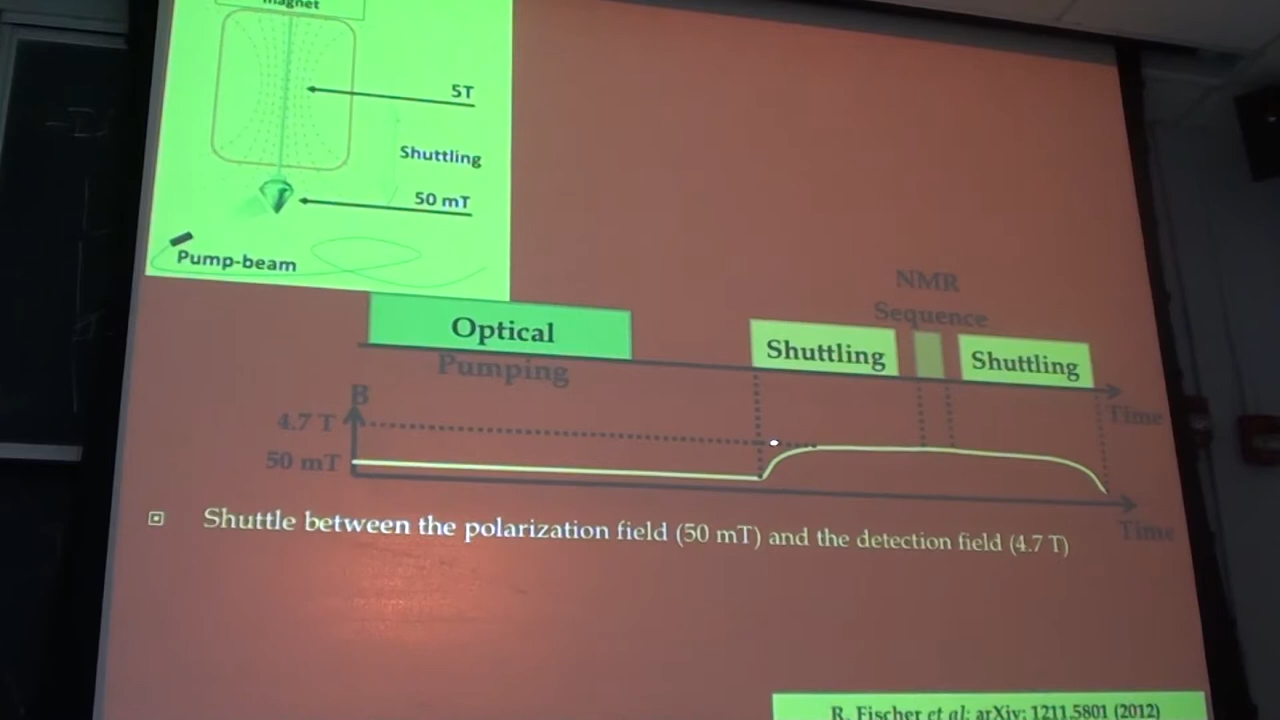 magnet
5T
Shuttling
50 mT
Pump-beam
NMR
Sequence
Optical
Pumping
Shuttling
Shuttling
Time
B
4.7 T
50 mT
Time
Shuttle between the polarization field (50 mT) and the detection field (4.7 T)
R. Fischer et al; arXiv: 1211.5801 (2012)